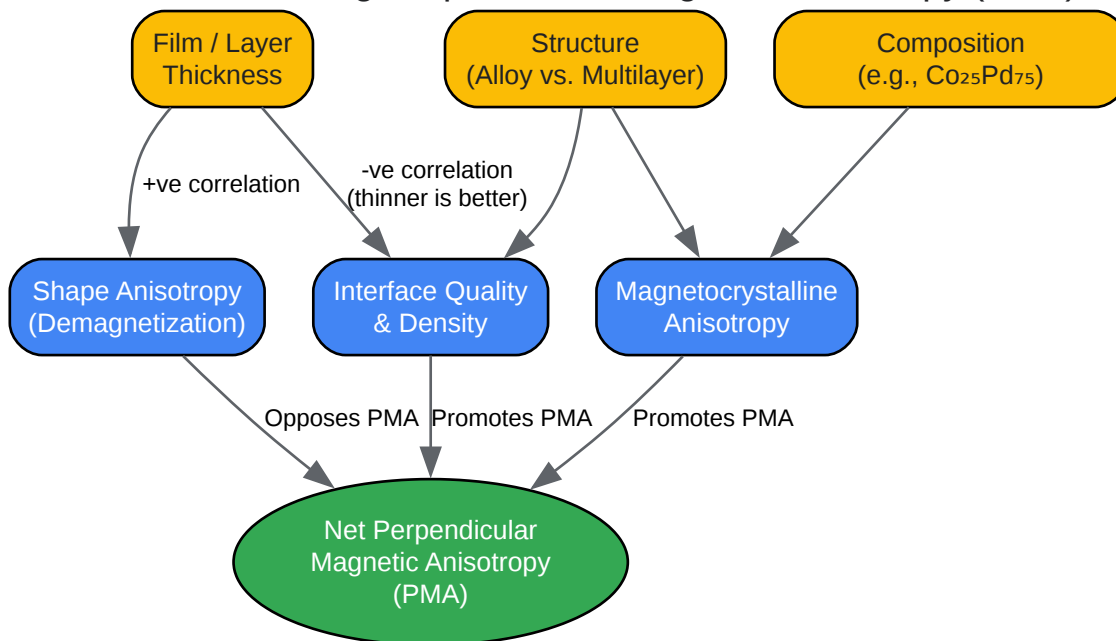 Film / Layer
Thickness
Structure
(Alloy vs. Multilayer)
Composition
(e.g., Co₂₅Pd₇₅)
+ve correlation
-ve correlation
(thinner is better)
Shape Anisotropy
(Demagnetization)
Interface Quality
& Density
Magnetocrystalline
Anisotropy
Opposes PMA
Promotes PMA
Promotes PMA
Net Perpendicular
Magnetic Anisotropy
(PMA)